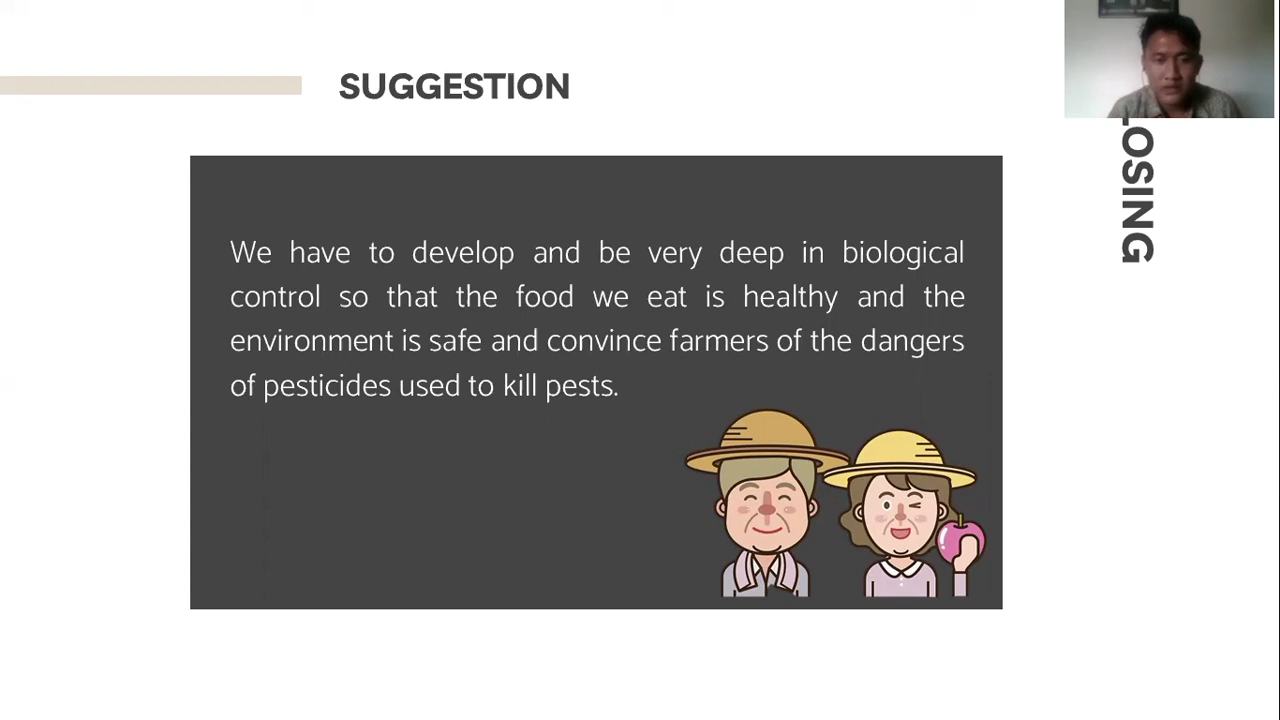 SUGGESTION
We have to develop and be very deep in biological
control so that the food we eat is healthy and the
environment is safe and convince farmers of the dangers
of pesticides used to kill pests.
LOSING